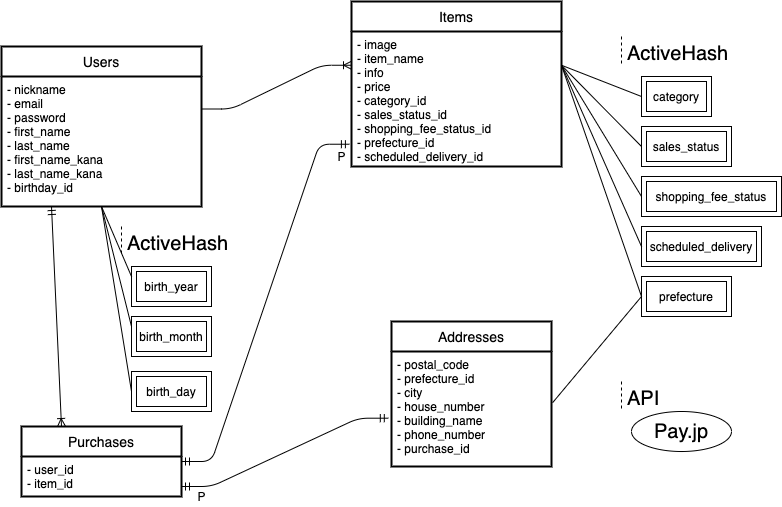 Items
- image
- item_name
- info
- price
- category_id
- sales_status_id
- shopping_fee_status_id
- prefecture_id
- scheduled_delivery_id
Users
- nickname
- email
- password
- first_name
- last_name
- first_name_kana
- last_name_kana
- birthday_id
ActiveHash
category
sales_status
shopping_fee_status
scheduled_delivery
prefecture
P
ActiveHash
birth_year
birth_month
birth_day
Addresses
- postal_code
- prefecture_id
- city
- house_number
- building_name
- phone_number
- purchase_id
API
Pay.jp
Purchases
- user_id
- item_id
P